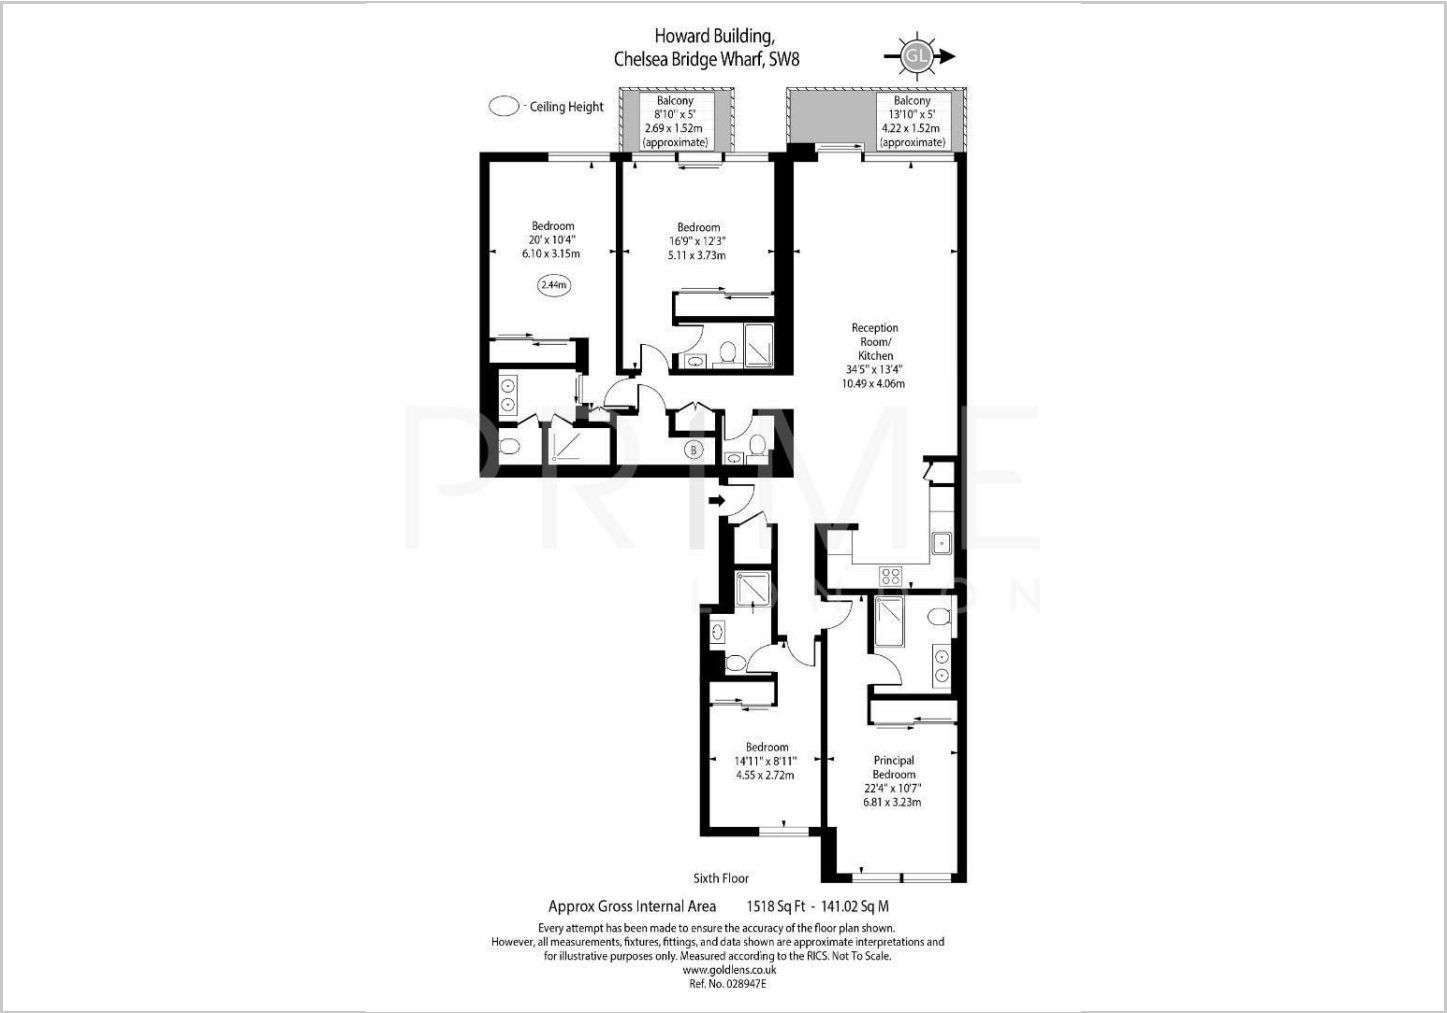 Howard Building,
Chelsea Bridge Wharf, SW8
GL
- Ceiling Height
Balcony
8'10" x 5'
2.69 x 1.52m
(approximate)
Balcony
13'10" x 5'
4.22 x 1.52m
(approximate)
Bedroom
20' x 10'4"
6.10 x 3.15m
2.44m
Bedroom
16'9" x 12'3"
5.11 x 3.73m
Reception
Room/
Kitchen
34'5" x 13'4"
10.49 x 4.06m
B
PRIME
LONDON
Bedroom
14'11" x 8'11"
4.55 x 2.72m
Principal
Bedroom
22'4" x 10'7"
6.81 x 3.23m
Sixth Floor
Approx Gross Internal Area 1518 Sq Ft - 141.02 Sq M
Every attempt has been made to ensure the accuracy of the floor plan shown.
However, all measurements, fixtures, fittings, and data shown are approximate interpretations and
for illustrative purposes only. Measured according to the RICS. Not To Scale.
www.goldlens.co.uk
Ref. No. 028947E